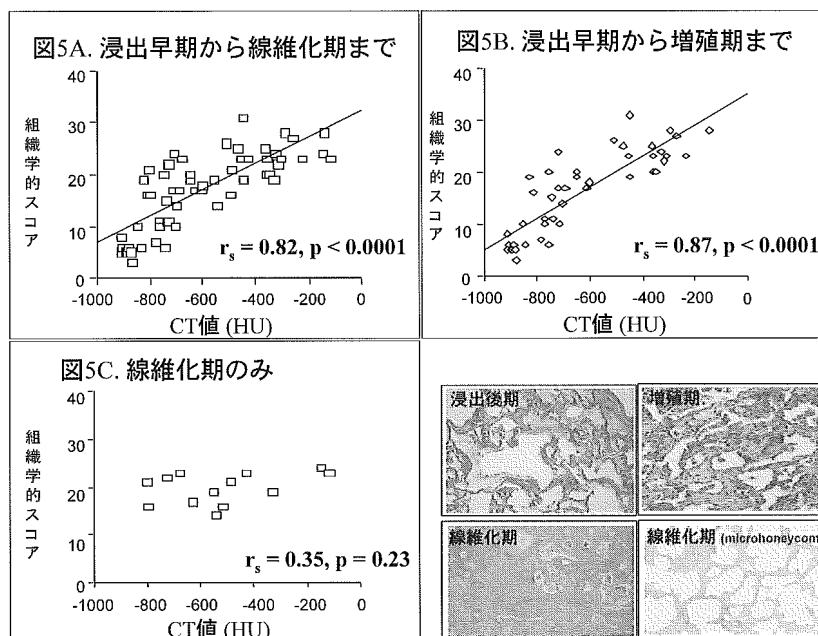 図5A. 浸出早期から線維化期まで
40
30
20
10
0
組織学的スコア
-1000 -800 -600 -400 -200 0
CT値 (HU)
r_s = 0.82, p < 0.0001
図5B. 浸出早期から増殖期まで
40
30
20
10
0
組織学的スコア
-1000 -800 -600 -400 -200 0
CT値 (HU)
r_s = 0.87, p < 0.0001
図5C. 線維化期のみ
40
30
20
10
0
組織学的スコア
-1000 -800 -600 -400 -200 0
CT値 (HU)
r_s = 0.35, p = 0.23
浸出後期
増殖期
線維化期
線維化期 (microhoneycom